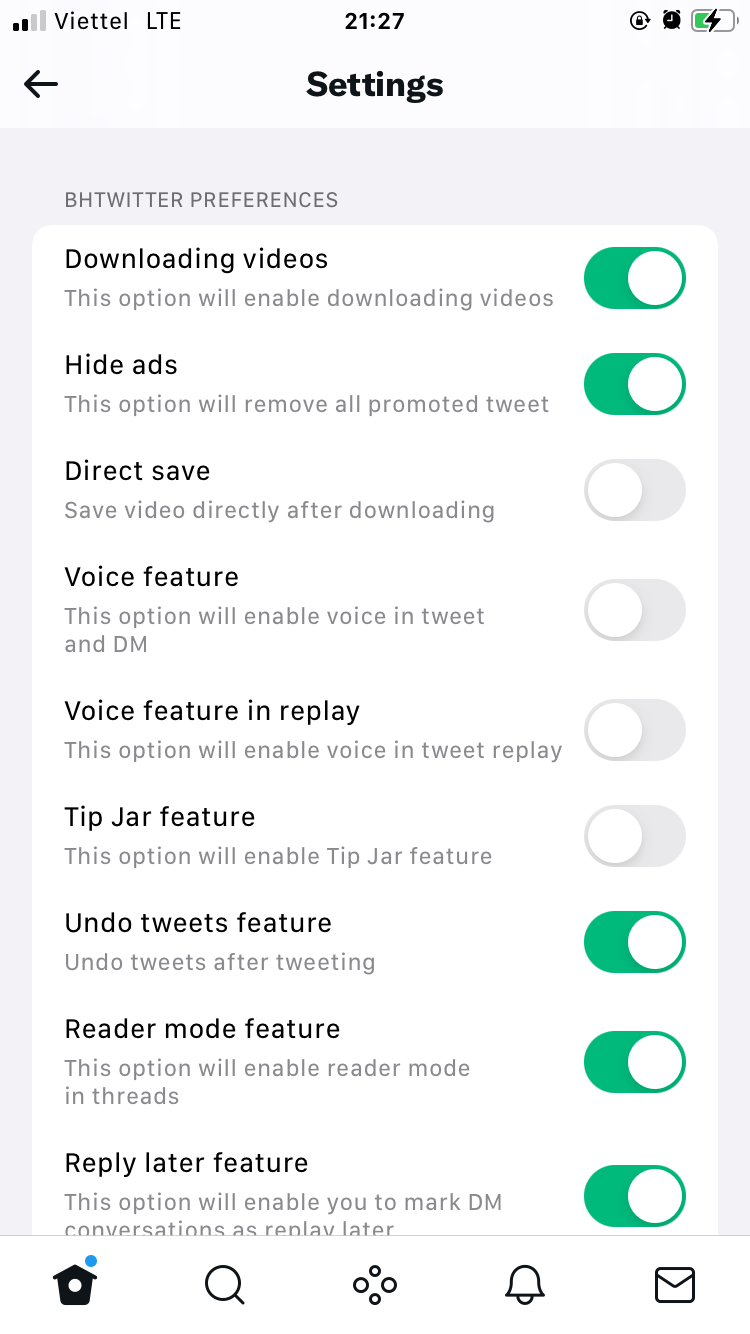 Viettel LTE 21:27
Settings
BHTWITTER PREFERENCES
Downloading videos
This option will enable downloading videos
Hide ads
This option will remove all promoted tweet
Direct save
Save video directly after downloading
Voice feature
This option will enable voice in tweet
and DM
Voice feature in replay
This option will enable voice in tweet replay
Tip Jar feature
This option will enable Tip Jar feature
Undo tweets feature
Undo tweets after tweeting
Reader mode feature
This option will enable reader mode
in threads
Reply later feature
This option will enable you to mark DM
conversations as replay later